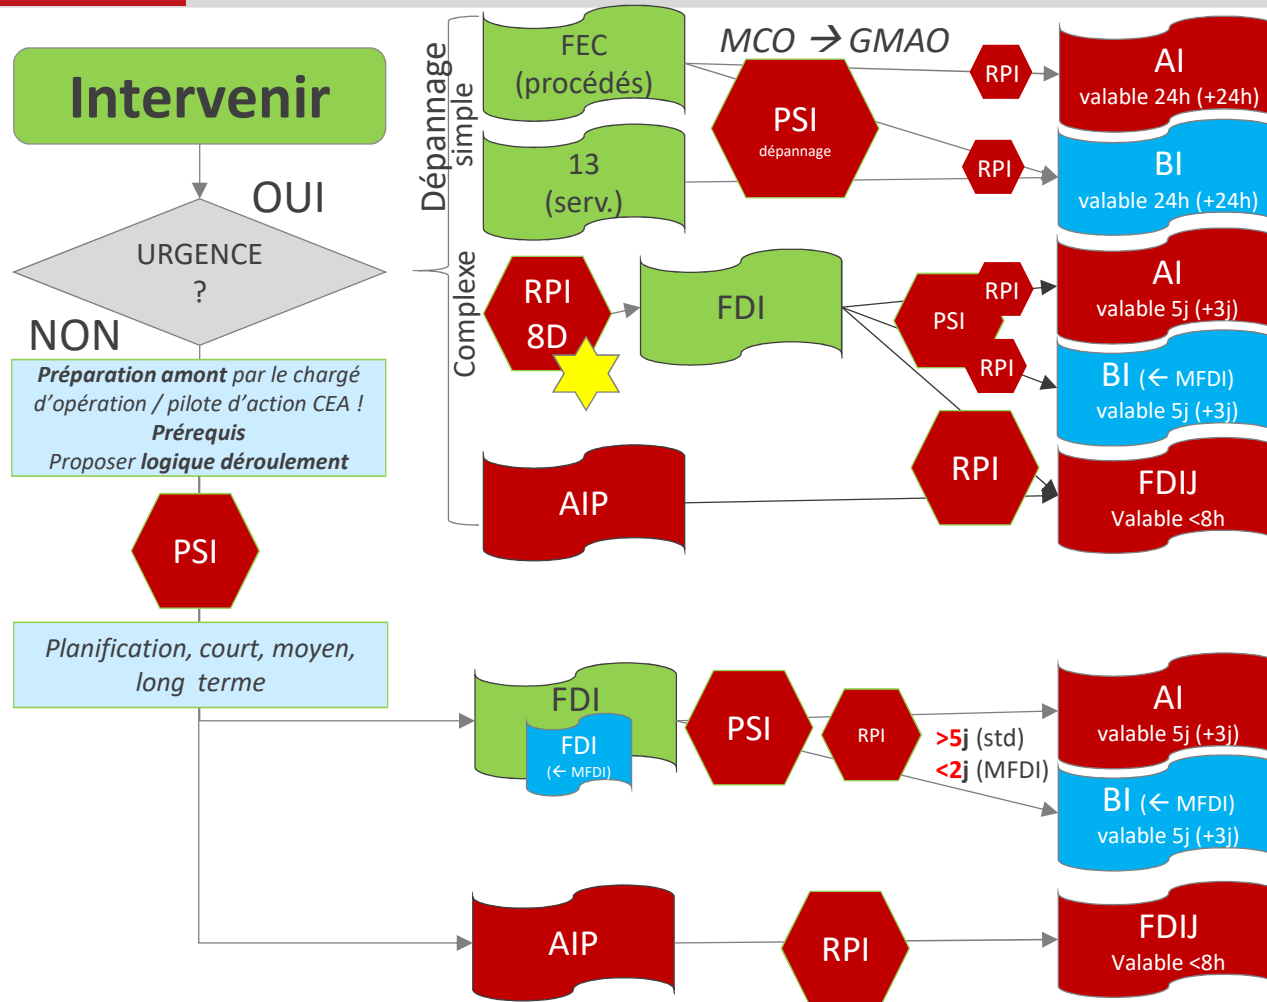 Intervenir
OUI
URGENCE
?
NON
Préparation amont par le chargé
d'opération / pilote d'action CEA !
Prérequis
Proposer logique déroulement
PSI
Planification, court, moyen,
long terme
Dépannage
simple
Complexe
FEC
(procédés)
MCO → GMAO
PSI
dépannage
RPI
AI
valable 24h (+24h)
13
(serv.)
RPI
BI
valable 24h (+24h)
RPI
8D
FDI
PSI
RPI
RPI
AI
valable 5j (+3j)
BI (← MFDI)
valable 5j (+3j)
AIP
RPI
FDIJ
Valable <8h
FDI
FDI
(← MFDI)
PSI
RPI
>5j (std)
<2j (MFDI)
AI
valable 5j (+3j)
BI (← MFDI)
valable 5j (+3j)
AIP
RPI
FDIJ
Valable <8h